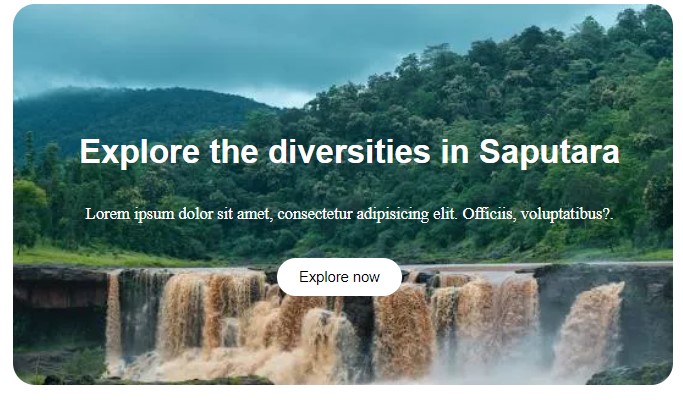 Explore the diversities in Saputara
Lorem ipsum dolor sit amet, consectetur adipisicing elit. Officiis, voluptatibus?.
Explore now